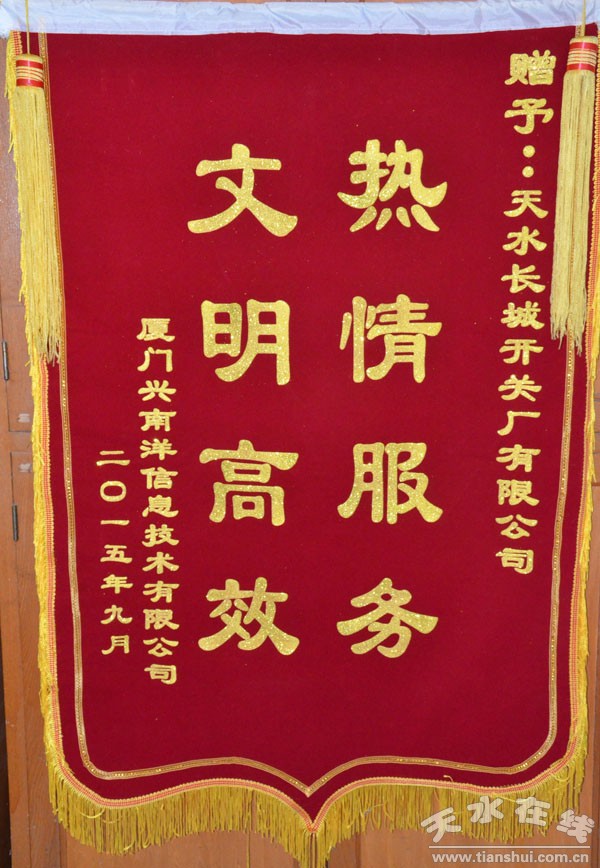 赠予：天水长城开关厂有限公司
热情服务
文明高效
厦门兴南洋信息技术有限公司
二〇一五年九月
天水在线
www.tianshui.com.cn